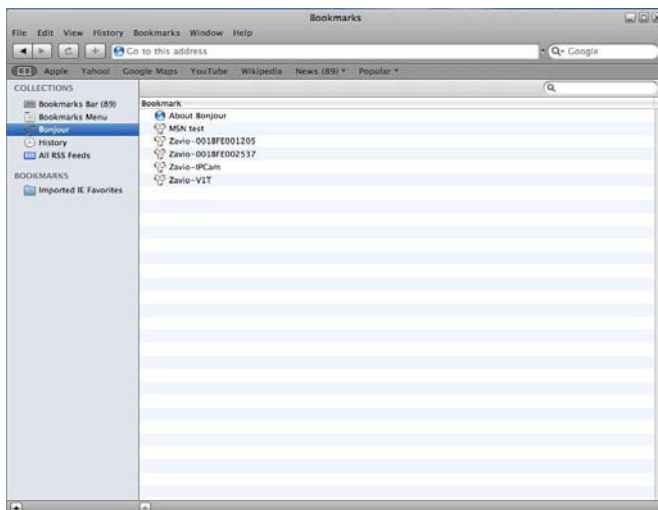 Bookmarks
File Edit View History Bookmarks Window Help
Go to this address
Google
Apple Yahoo! Google Maps YouTube Wikipedia News (89) Popular
COLLECTIONS
Bookmarks Bar (89)
Bookmark
Bookmarks Menu
About Bonjour
Bonjour
MSN test
History
Zavio-0018FE001205
All RSS Feeds
Zavio-0018FE002537
Zavio-IPCam
BOOKMARKS
Zavio-V1T
Imported IE Favorites